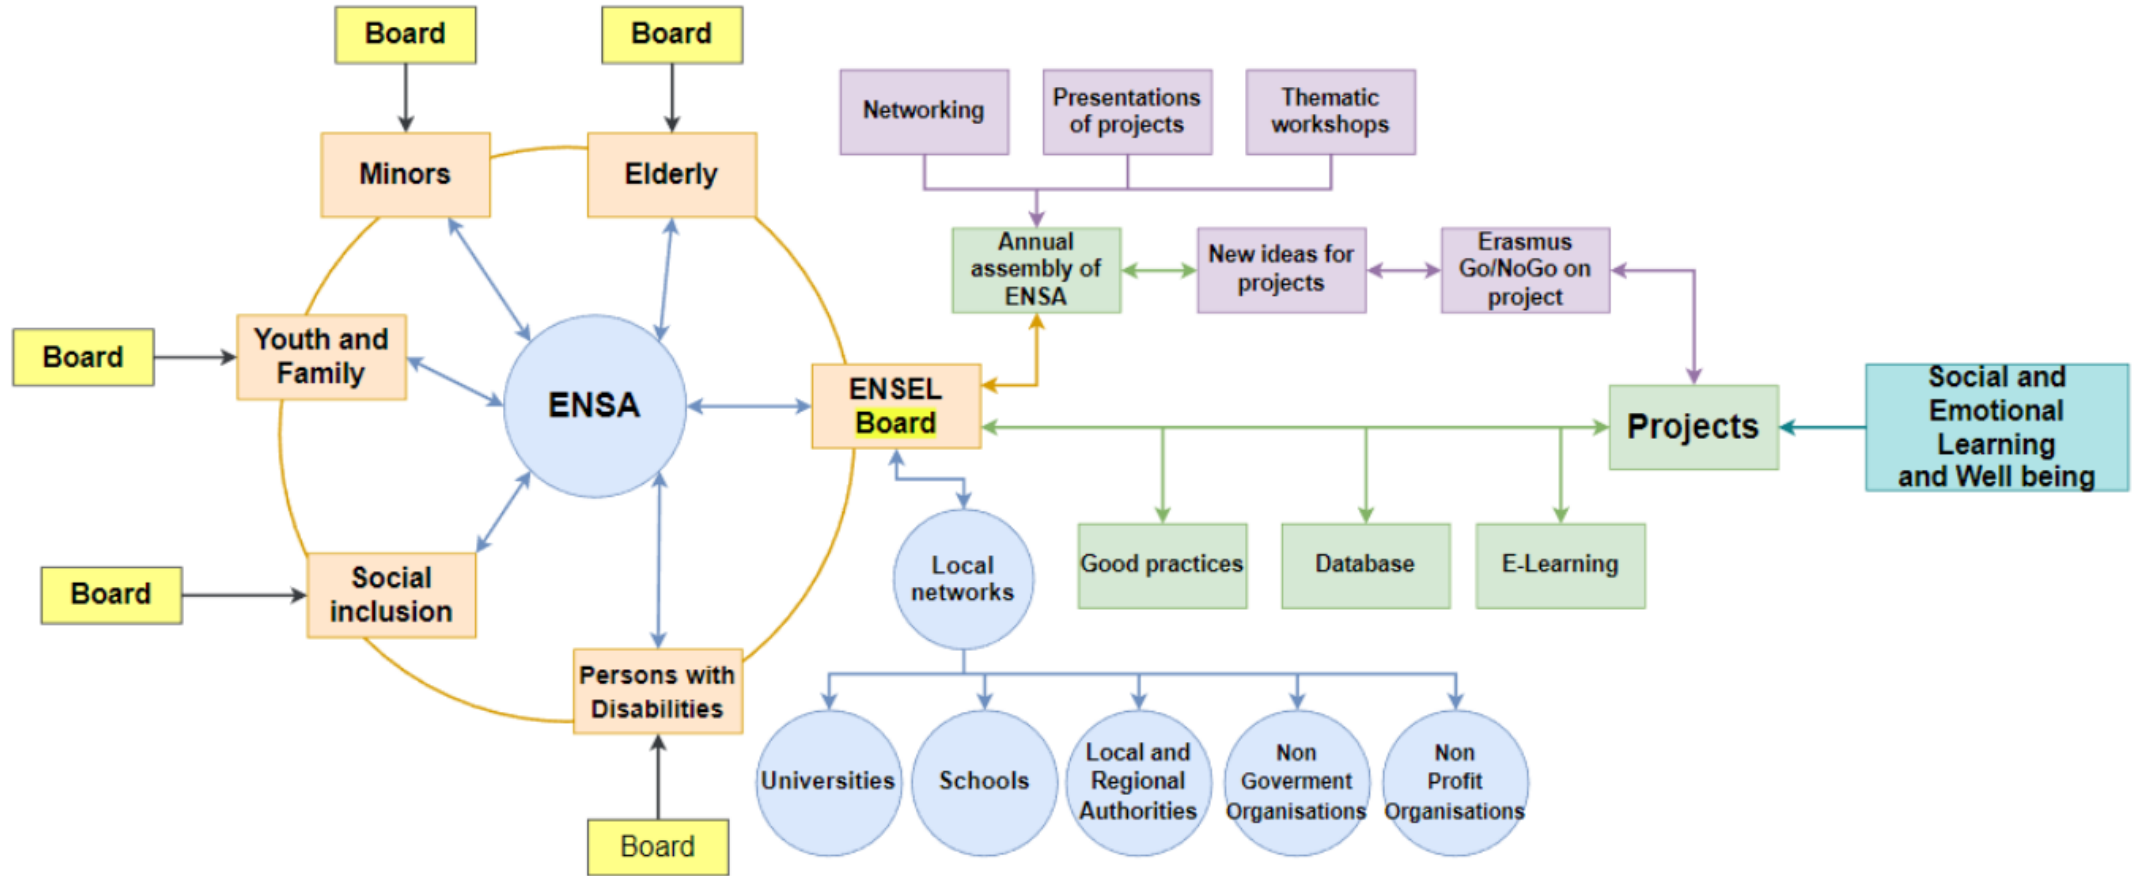 Board
Board
Networking
Presentations
of projects
Thematic
workshops
Minors
Elderly
Annual
assembly of
ENSA
New ideas for
projects
Erasmus
Go/NoGo on
project
Board
Youth and
Family
ENSA
ENSEL
Board
Projects
Social and
Emotional
Learning
and Well being
Board
Social
inclusion
Local
networks
Good practices
Database
E-Learning
Persons with
Disabilities
Universities
Schools
Local and
Regional
Authorities
Non
Goverment
Organisations
Non
Profit
Organisations
Board